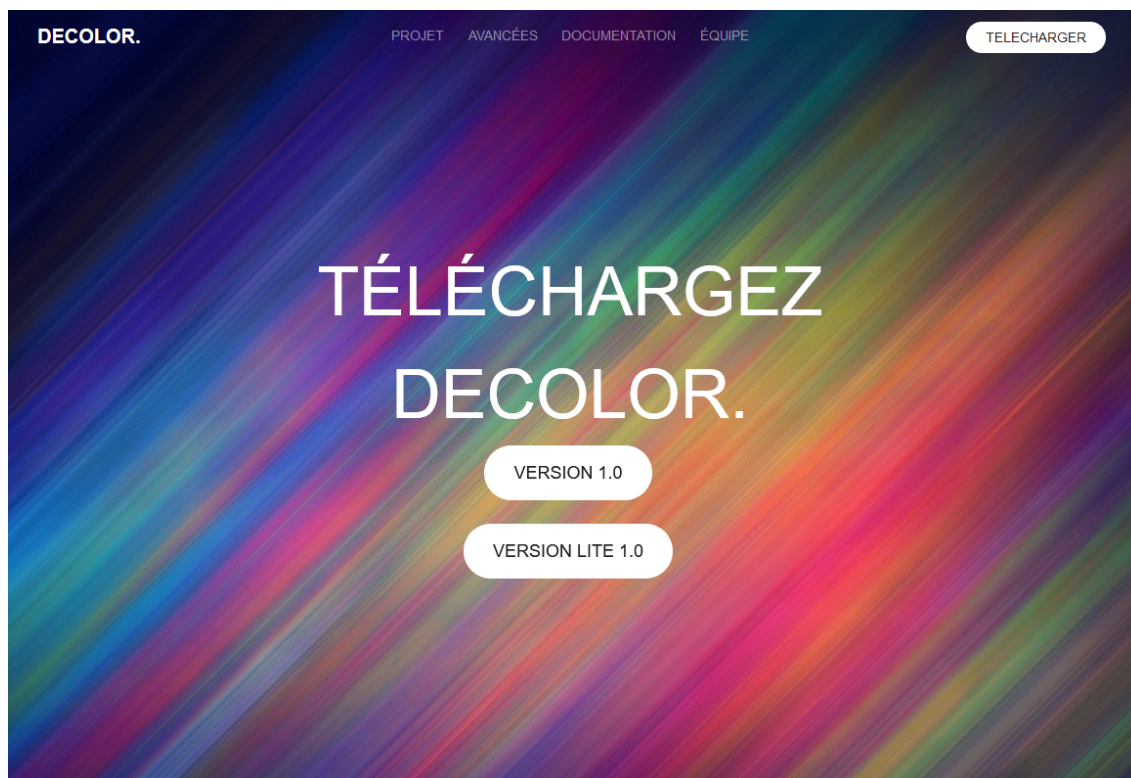 DECOLOR.
PROJET AVANCÉES DOCUMENTATION ÉQUIPE
TELECHARGER
TÉLÉCHARGEZ
DECOLOR.
VERSION 1.0
VERSION LITE 1.0